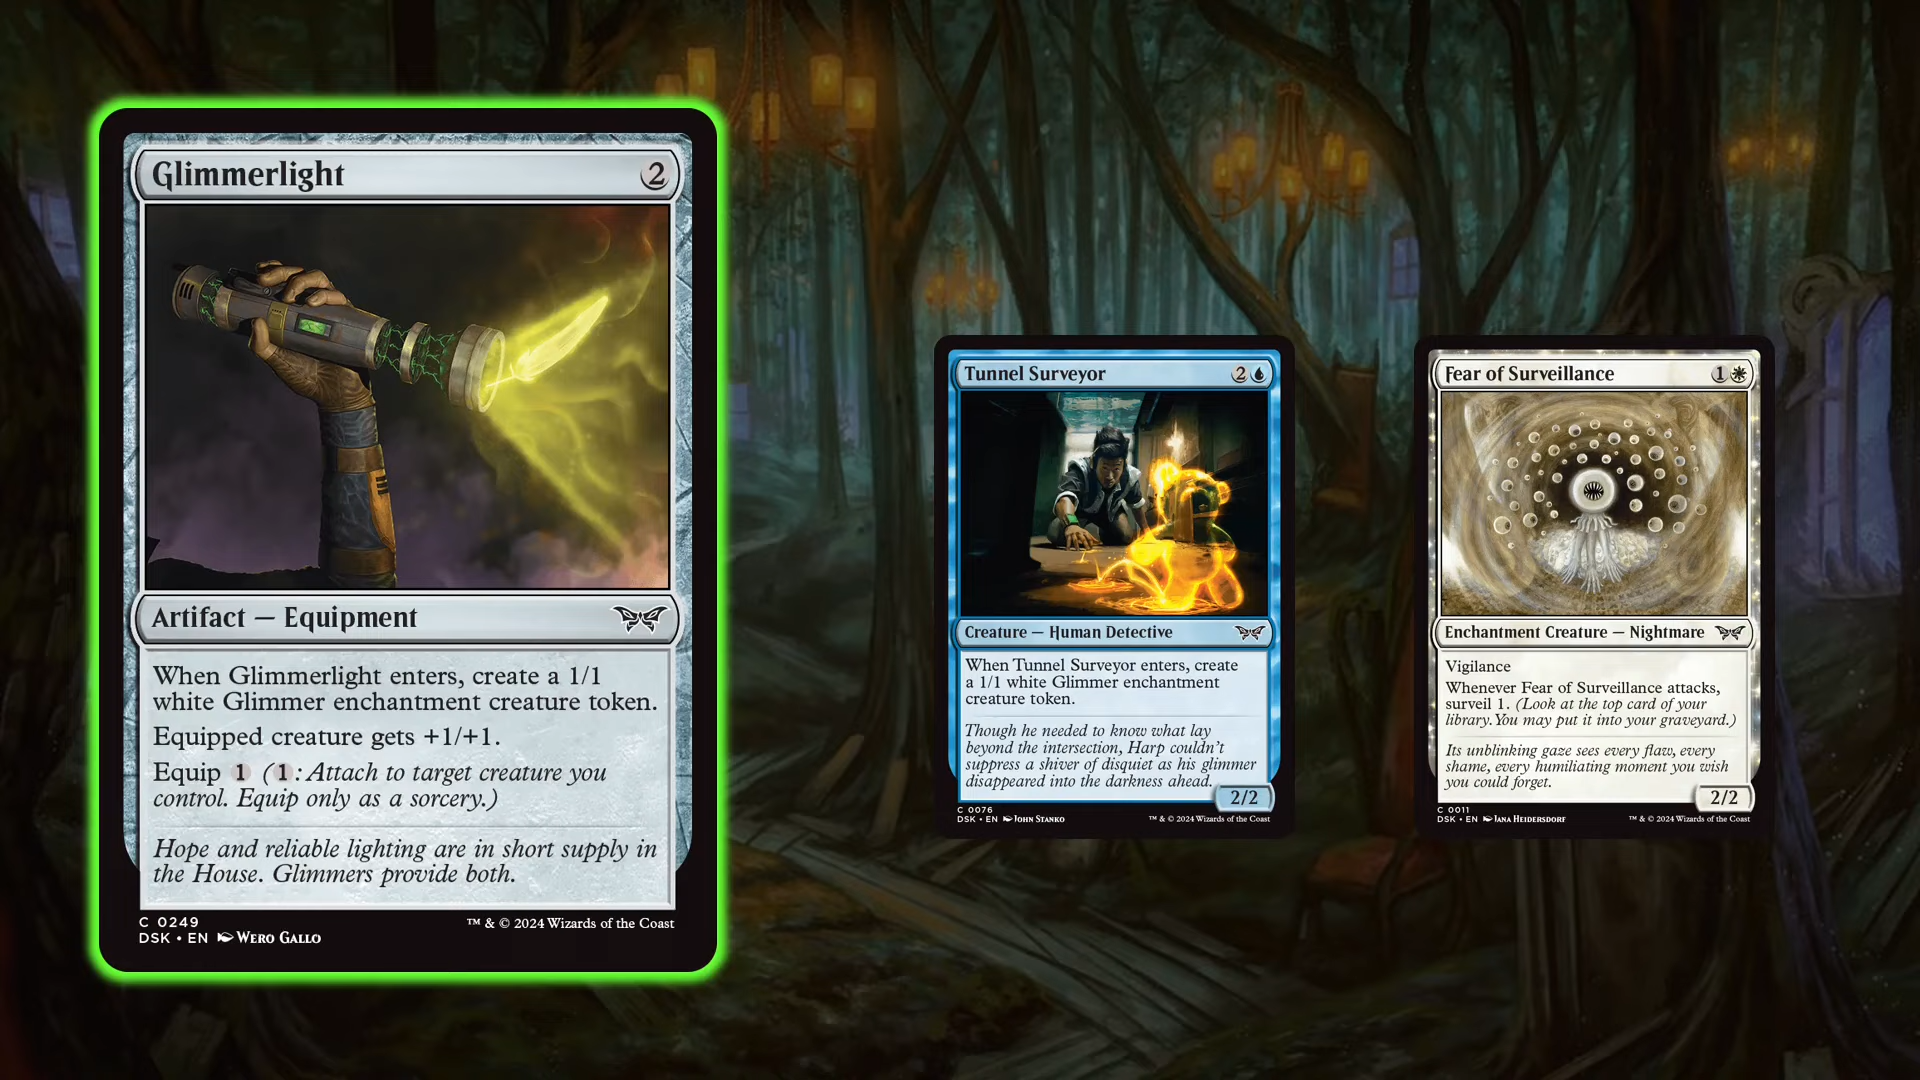 Glimmerlight 2
Artifact — Equipment
When Glimmerlight enters, create a 1/1
white Glimmer enchantment creature token.
Equipped creature gets +1/+1.
Equip 1 (1: Attach to target creature you
control. Equip only as a sorcery.)
Hope and reliable lighting are in short supply in
the House. Glimmers provide both.
C 0249
DSK • EN WERO GALLO
™ & © 2024 Wizards of the Coast
Tunnel Surveyor 2
Creature — Human Detective
When Tunnel Surveyor enters, create
a 1/1 white Glimmer enchantment
creature token.
Though he needed to know what lay
beyond the intersection, Harp couldn't
suppress a shiver of disquiet as his glimmer
disappeared into the darkness ahead.
2/2
C 0076
DSK • EN JOHN STANKO
™ & © 2024 Wizards of the Coast
Fear of Surveillance 1
Enchantment Creature — Nightmare
Vigilance
Whenever Fear of Surveillance attacks,
surveil 1. (Look at the top card of your
library. You may put it into your graveyard.)
Its unblinking gaze sees every flaw, every
shame, every humiliating moment you wish
you could forget.
2/2
C 0011
DSK • EN JANA HEIDERSDORF
™ & © 2024 Wizards of the Coast